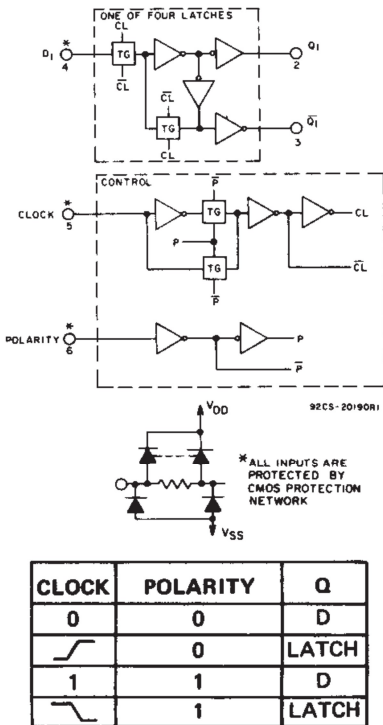 ONE OF FOUR LATCHES
CL
*
D1
4
TG
CL
CL
TG
CL
Q1
2
Q1
3
CONTROL
P
*
CLOCK
5
TG
P
TG
P
CL
CL
*
POLARITY
6
P
P
92CS-20190R1
VDD
*ALL INPUTS ARE
PROTECTED BY
CMOS PROTECTION
NETWORK
VSS
CLOCK POLARITY Q
0 0 D
0 LATCH
1 1 D
1 LATCH